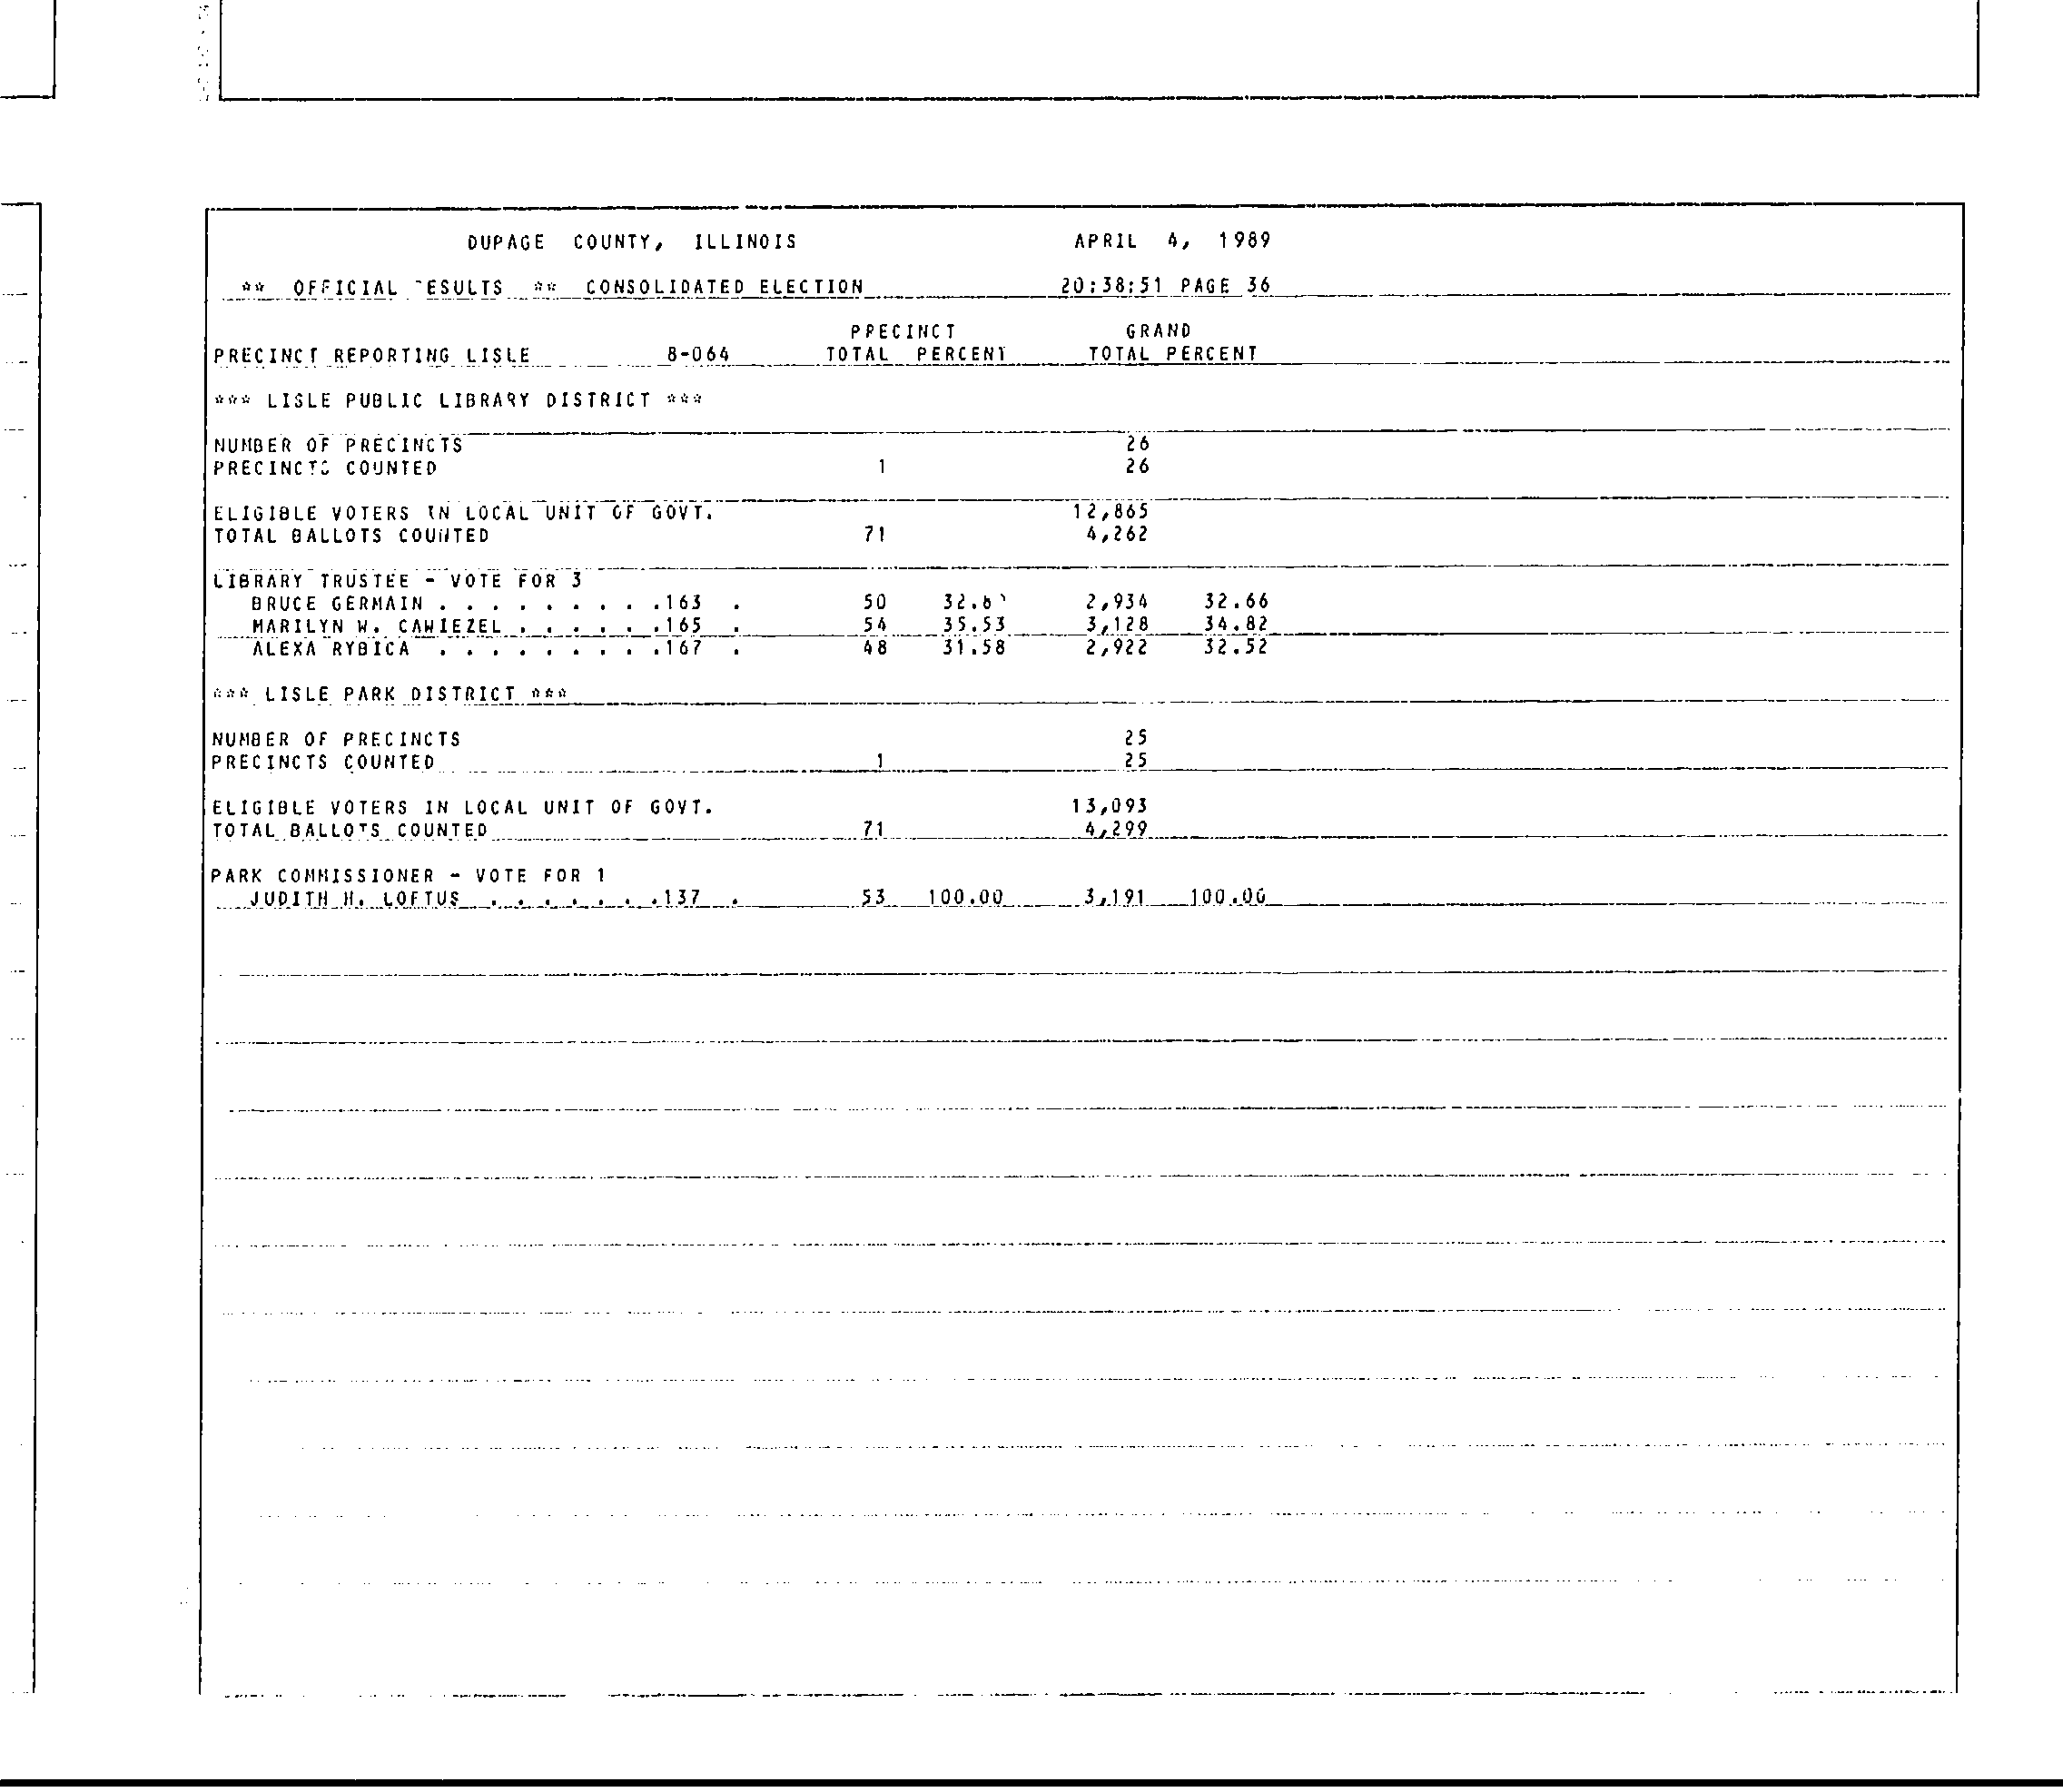 DUPAGE COUNTY, ILLINOIS APRIL 4, 1989
** OFFICIAL ESULTS ** CONSOLIDATED ELECTION 20:38:51 PAGE 36
PRECINCT GRAND
PRECINCT REPORTING LISLE 8-064 TOTAL PERCENT TOTAL PERCENT
*** LISLE PUBLIC LIBRARY DISTRICT ***
NUMBER OF PRECINCTS 26
PRECINCTS COUNTED 1 26
ELIGIBLE VOTERS IN LOCAL UNIT OF GOVT. 12,865
TOTAL BALLOTS COUNTED 71 4,262
LIBRARY TRUSTEE - VOTE FOR 3
BRUCE GERMAIN . . . . . . . . .163 . 50 2,934 32.66
MARILYN W. CAWIEZEL . . . . . .165 . 54 35.53 3,128 34.82
ALEXA RYBICA . . . . . . . . .167 . 48 31.58 2,922 32.52
*** LISLE PARK DISTRICT ***
NUMBER OF PRECINCTS 25
PRECINCTS COUNTED 1 25
ELIGIBLE VOTERS IN LOCAL UNIT OF GOVT. 13,093
TOTAL BALLOTS COUNTED 71 4,299
PARK COMMISSIONER - VOTE FOR 1
JUDITH H. LOFTUS . . . . . . .137 . 53 100.00 3,191 100.00